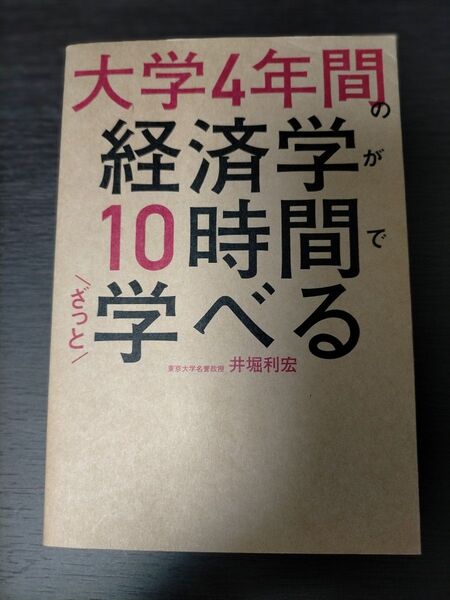 大学4年間の
経済学が
10時間で
ざっと
学べる
東京大学名誉教授 井堀利宏